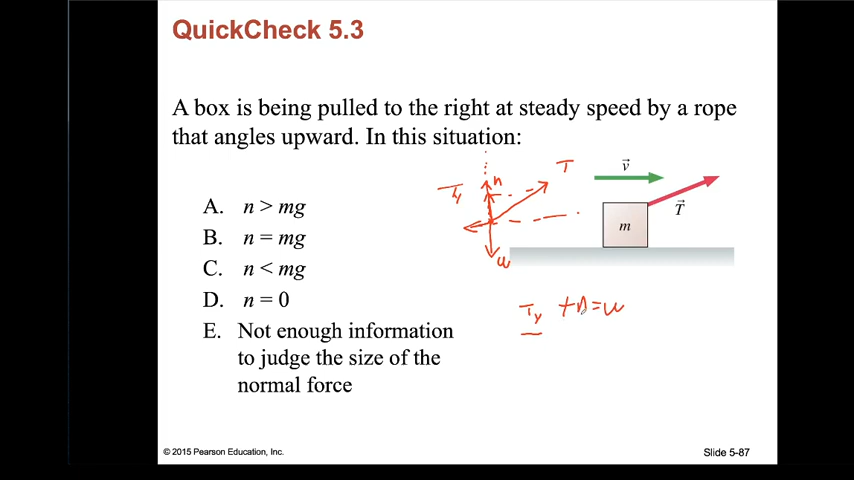 QuickCheck 5.3
A box is being pulled to the right at steady speed by a rope
that angles upward. In this situation:
A. n > mg
B. n = mg
C. n < mg
D. n = 0
E. Not enough information
to judge the size of the
normal force
Ty
n
T
w
v
T
m
Ty + n = w
© 2015 Pearson Education, Inc.
Slide 5-87